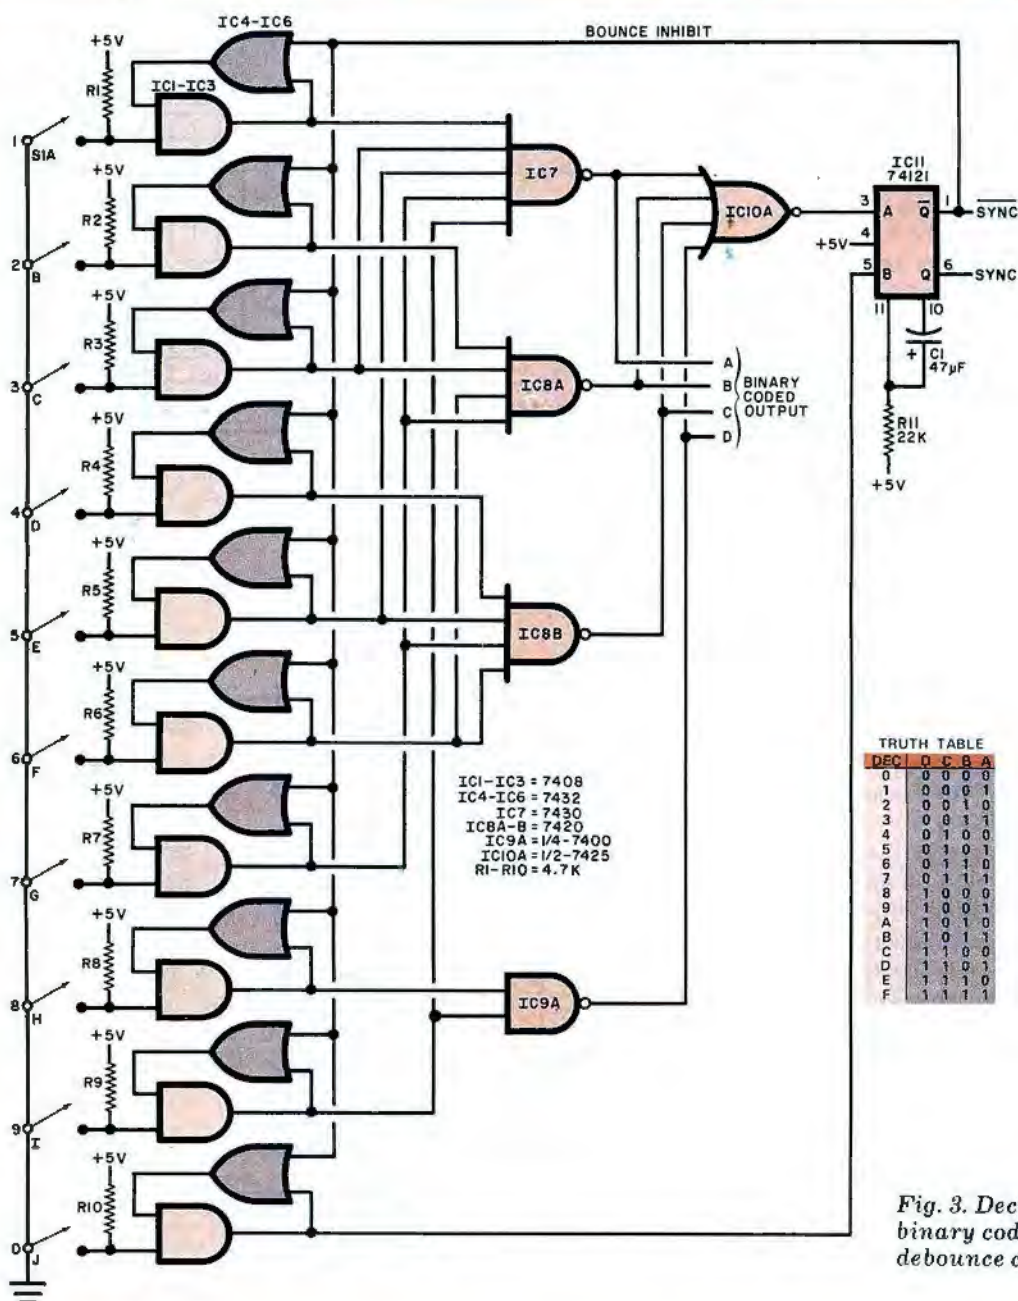 IC4-IC6
BOUNCE INHIBIT
+5V
R1
IC1-IC3
1
S1A
+5V
R2
2
B
+5V
R3
3
C
+5V
R4
4
D
+5V
R5
5
E
+5V
R6
6
F
+5V
R7
7
G
+5V
R8
8
H
+5V
R9
9
I
+5V
R10
0
J
IC7
IC8A
IC8B
IC9A
IC10A
IC11
74121
3 A Q̅ 1 SYNC̅
+5V 4
5 B Q 6 SYNC
11 10
+ C1
47µF
R11
22K
+5V
A
B
C
D
BINARY
CODED
OUTPUT
IC1-IC3 = 7408
IC4-IC6 = 7432
IC7 = 7430
IC8A-B = 7420
IC9A = 1/4-7400
IC10A = 1/2-7425
R1-R10 = 4.7K
TRUTH TABLE
DEC D C B A
0 0 0 0 0
1 0 0 0 1
2 0 0 1 0
3 0 0 1 1
4 0 1 0 0
5 0 1 0 1
6 0 1 1 0
7 0 1 1 1
8 1 0 0 0
9 1 0 0 1
A 1 0 1 0
B 1 0 1 1
C 1 1 0 0
D 1 1 0 1
E 1 1 1 0
F 1 1 1 1
Fig. 3. Dec
binary cod
debounce c